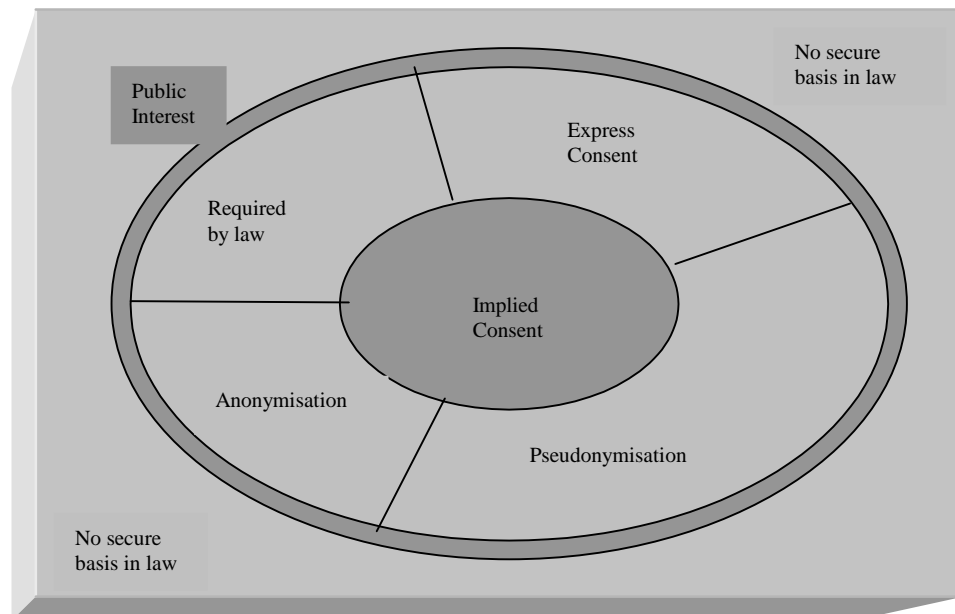 No secure
basis in law
Public
Interest
Express
Consent
Required
by law
Implied
Consent
Anonymisation
Pseudonymisation
No secure
basis in law